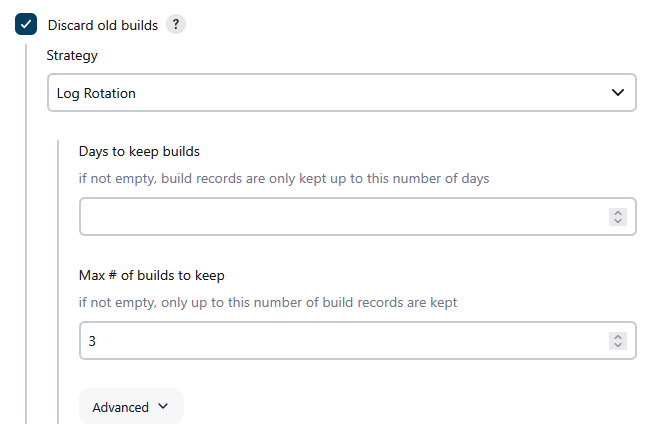 Discard old builds ?
Strategy
Log Rotation
Days to keep builds
if not empty, build records are only kept up to this number of days
Max # of builds to keep
if not empty, only up to this number of build records are kept
3
Advanced